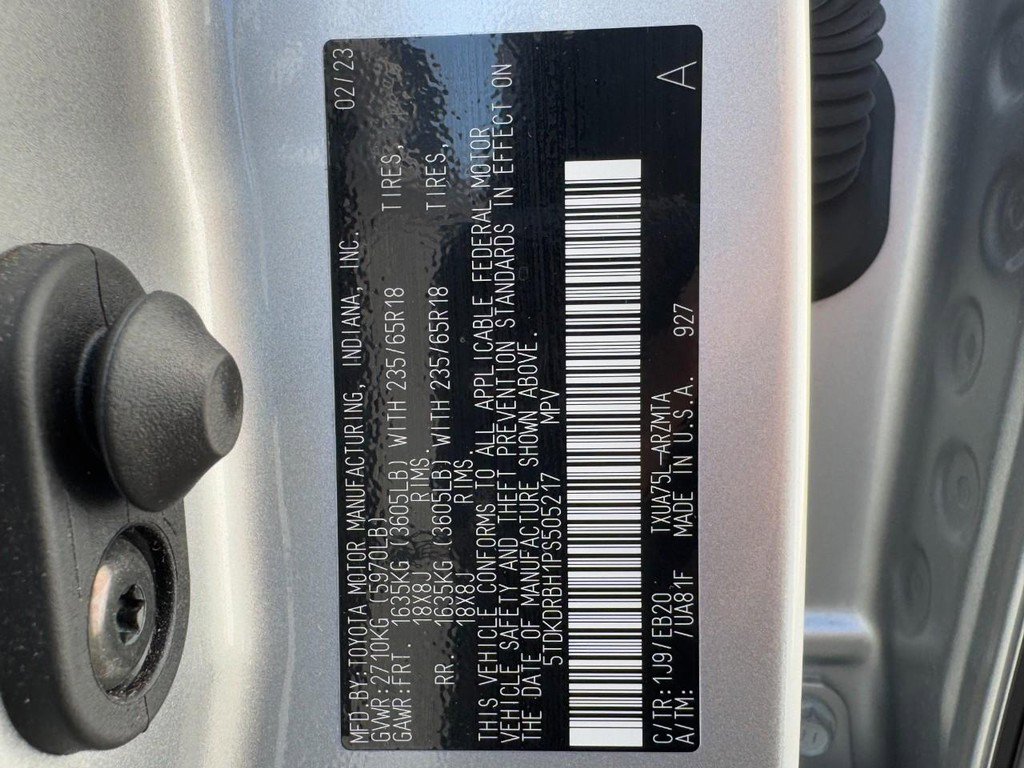 MFD.BY:TOYOTA MOTOR MANUFACTURING, INDIANA, INC. 02/23
GVWR:2710KG (5970LB)
GAWR:FRT. 1635KG (3605LB) WITH 235/65R18 TIRES,
18X8J RIMS.
RR. 1635KG (3605LB) WITH 235/65R18 TIRES,
18X8J RIMS.
THIS VEHICLE CONFORMS TO ALL APPLICABLE FEDERAL MOTOR
VEHICLE SAFETY AND THEFT PREVENTION STANDARDS IN EFFECT ON
THE DATE OF MANUFACTURE SHOWN ABOVE.
5TDKDRBH1PS505217 MPV
C/TR:1J9/EB20 TXUA75L-ARZMTA
A/TM: /UA81F MADE IN U.S.A. 927 A